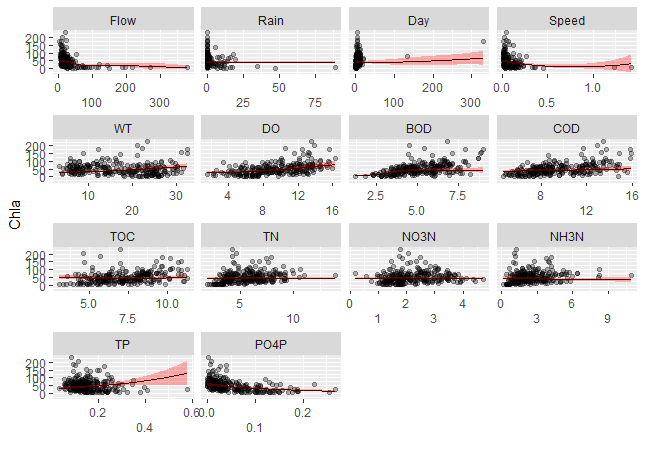 Flow Rain Day Speed
200
150
100
50
0
0 200 0 50 0 200 0.0 1.0
100 300 25 75 100 300 0.5
WT DO BOD COD
200
150
100
50
0
10 30 4 12 2.5 7.5 8 16
20 8 16 5.0 12
TOC TN NO3N NH3N
200
150
100
50
0
5.0 10.0 5 0 2 4 0 6
7.5 10 1 3 3 9
TP PO4P
200
150
100
50
0
0.2 0.6 0.0 0.2
0.4 0.1
Chla